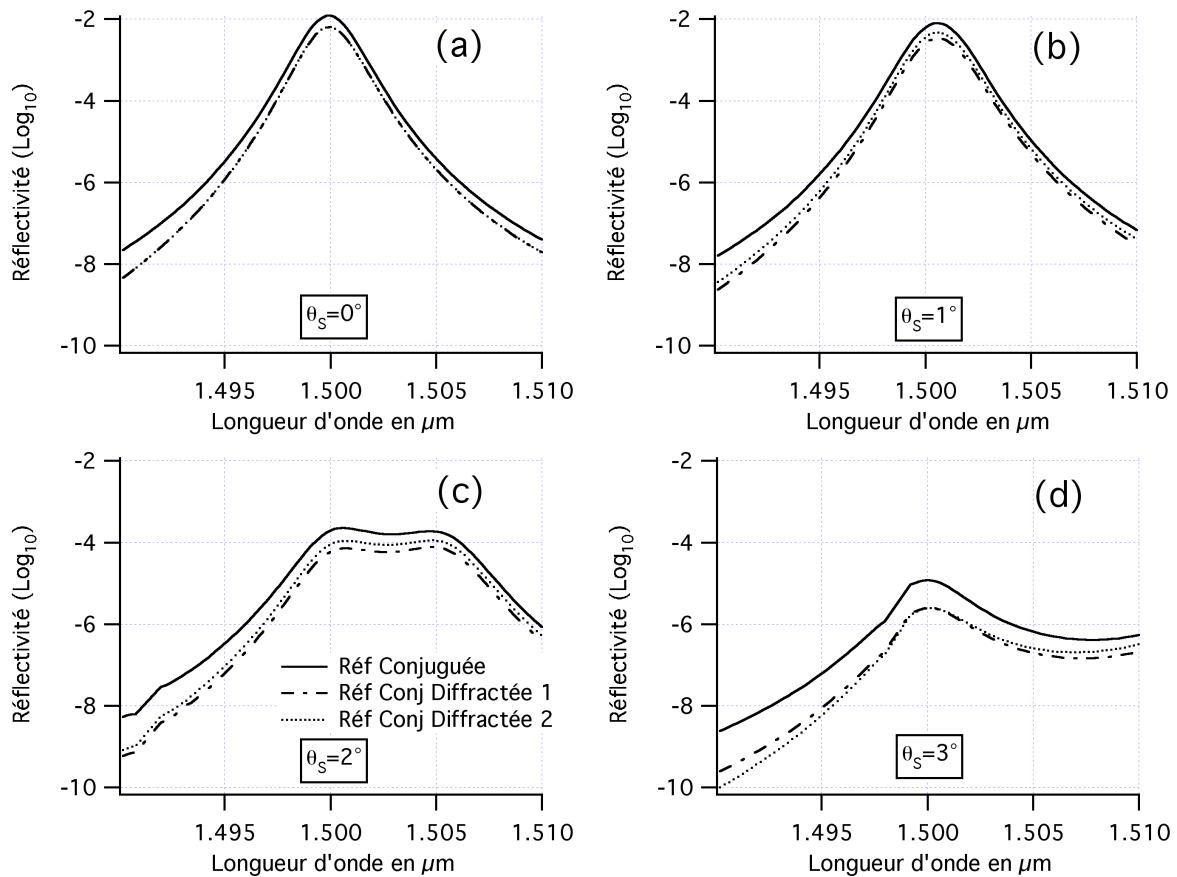 (a)
Réflectivité (Log10)
-2
-4
-6
-8
-10
θS=0°
1.495 1.500 1.505 1.510
Longueur d'onde en µm
(b)
Réflectivité (Log10)
-2
-4
-6
-8
-10
θS=1°
1.495 1.500 1.505 1.510
Longueur d'onde en µm
(c)
Réflectivité (Log10)
-2
-4
-6
-8
-10
Réf Conjuguée
Réf Conj Diffractée 1
Réf Conj Diffractée 2
θS=2°
1.495 1.500 1.505 1.510
Longueur d'onde en µm
(d)
Réflectivité (Log10)
-2
-4
-6
-8
-10
θS=3°
1.495 1.500 1.505 1.510
Longueur d'onde en µm